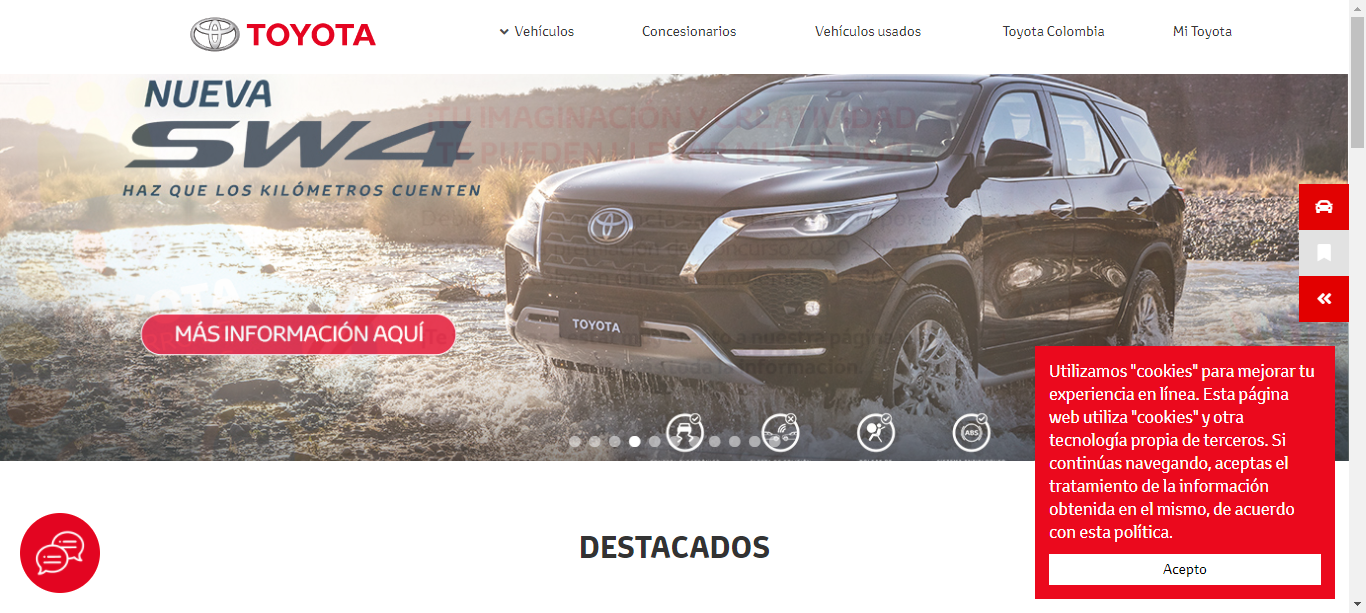 TOYOTA
Vehículos
Concesionarios
Vehículos usados
Toyota Colombia
Mi Toyota
NUEVA
SW4
HAZ QUE LOS KILÓMETROS CUENTEN
TU IMAGINACIÓN Y CREATIVIDAD
MÁS INFORMACIÓN AQUÍ
TOYOTA
ABS
Utilizamos "cookies" para mejorar tu
experiencia en línea. Esta página
web utiliza "cookies" y otra
tecnología propia de terceros. Si
continúas navegando, aceptas el
tratamiento de la información
obtenida en el mismo, de acuerdo
con esta política.
Acepto
DESTACADOS